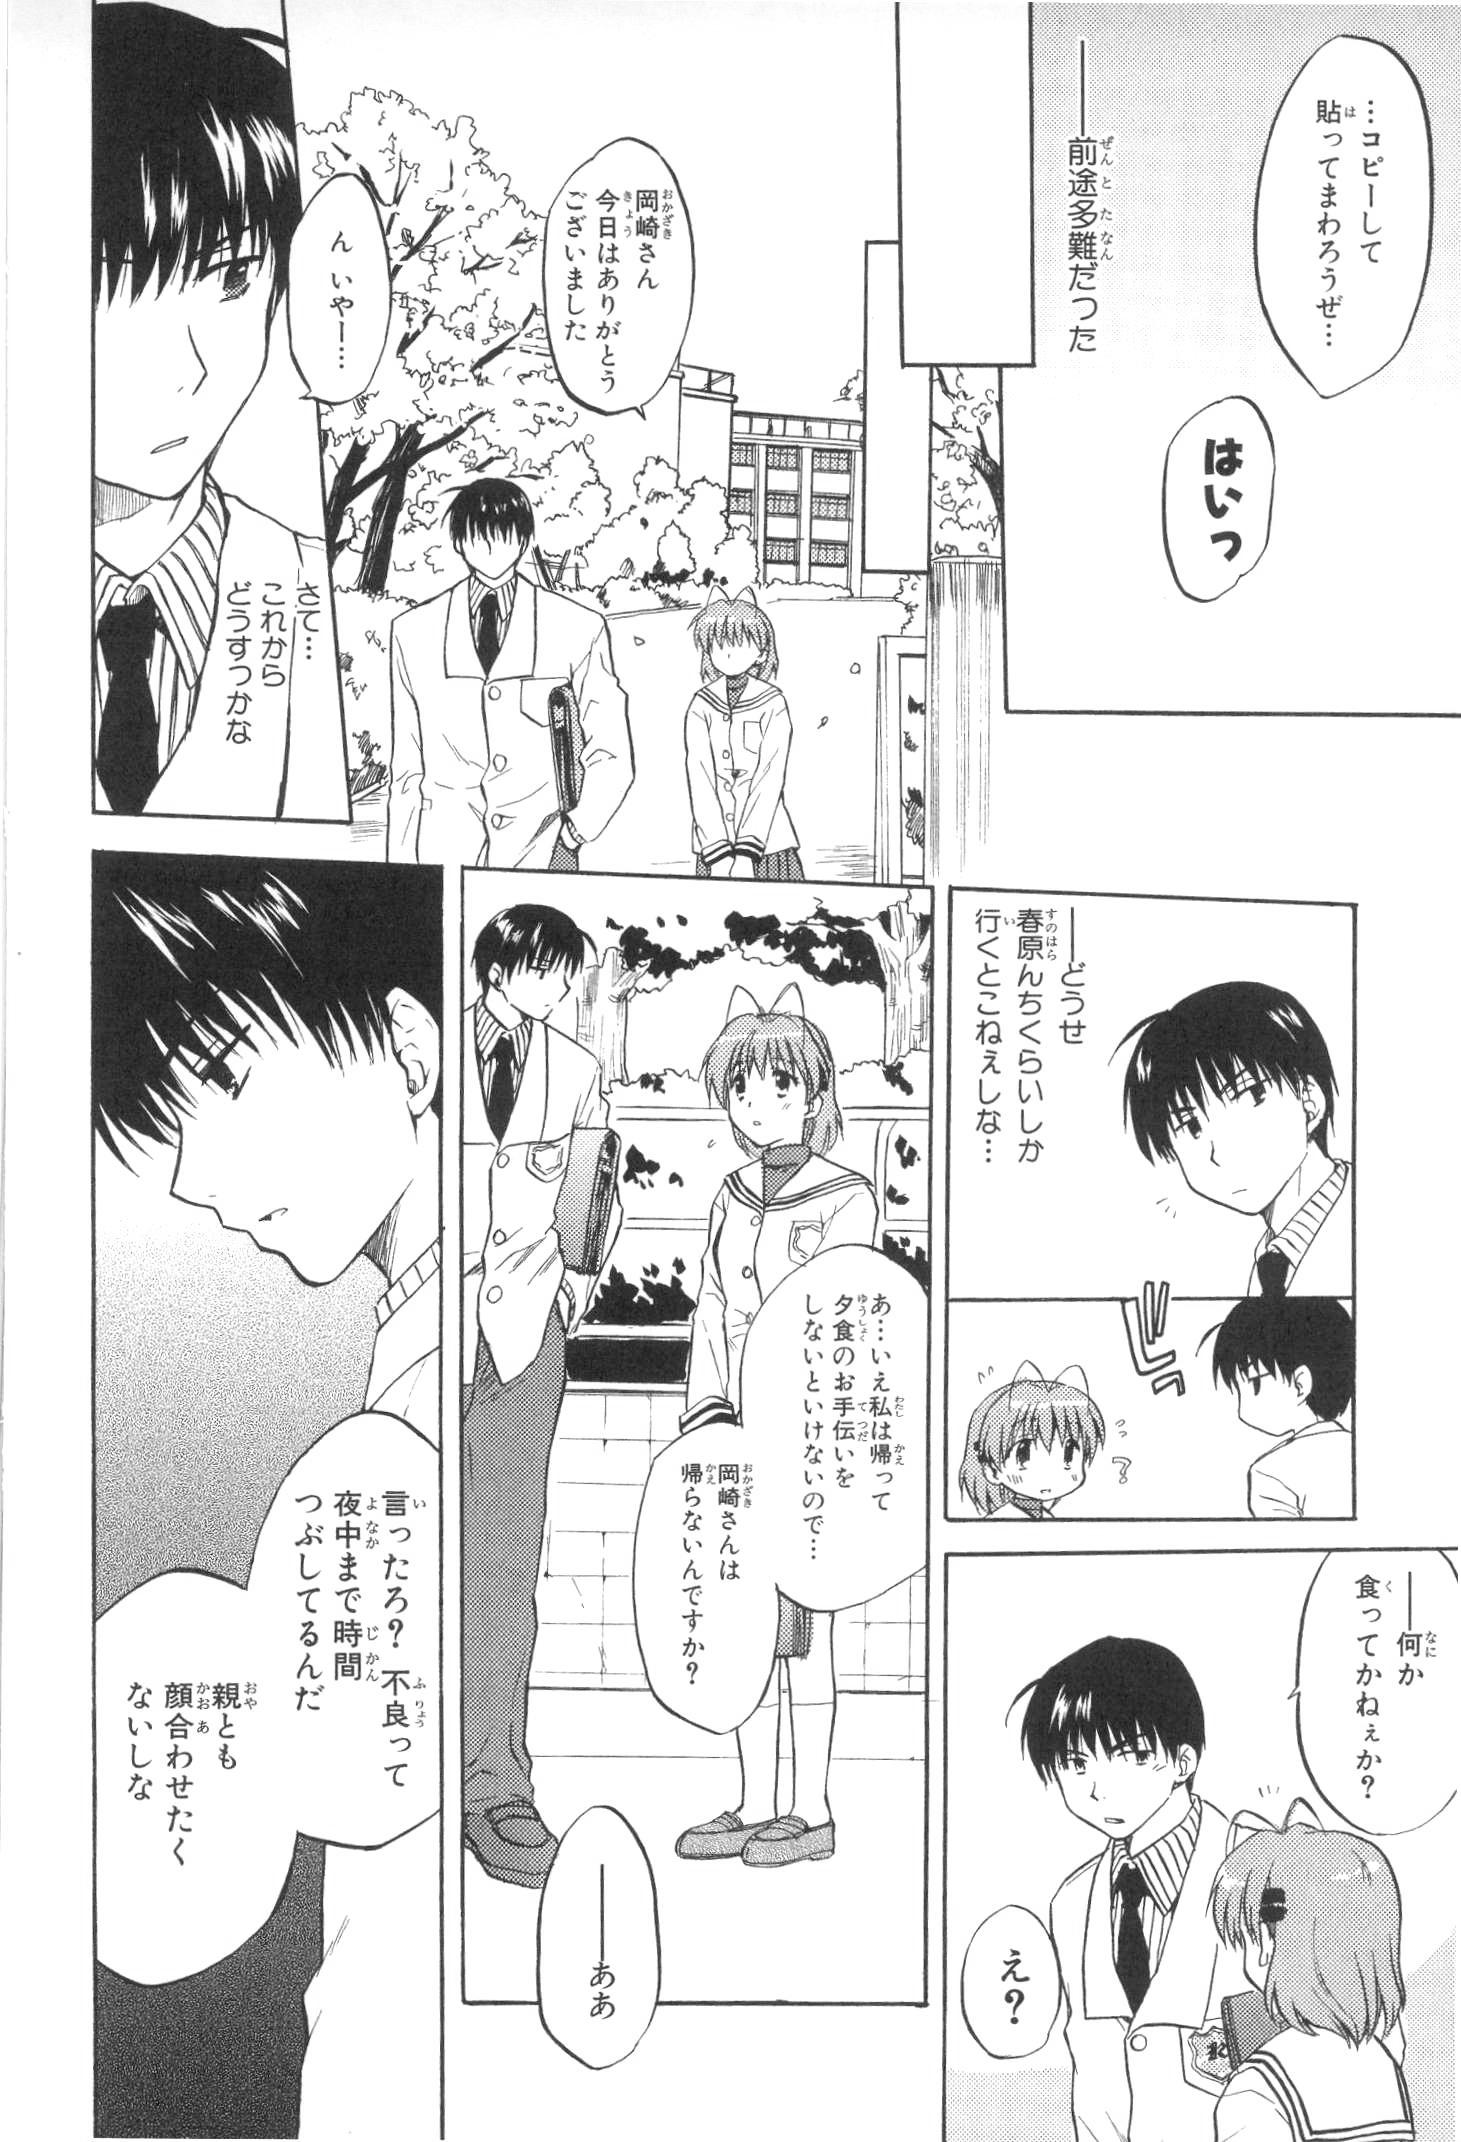 …コピーして
貼ってまわろうぜ…
はいっ
──前途多難だった
岡崎さん
今日はありがとう
ございました
ん いやー…
さて…
これから
どうすっかな
──どうせ
春原んちくらいしか
行くとこねぇしな…
ピクッ
?
──何か
食ってかねぇか?
え?
あ…いえ私は帰って
夕食のお手伝いを
しないといけないので…
岡崎さんは
帰らないんですか?
──ああ
言ったろ? 不良って
夜中まで時間
つぶしてるんだ
親とも
顔合わせたく
ないしな